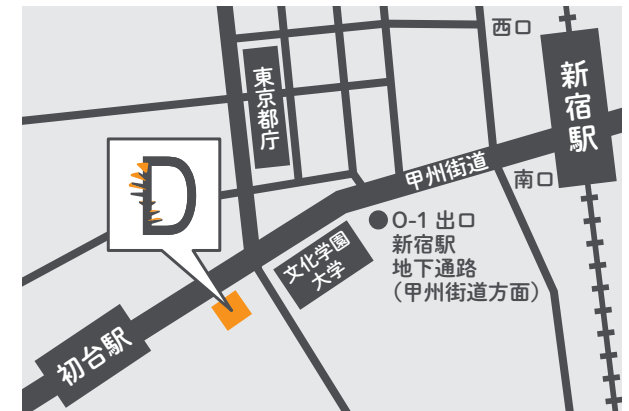 西口
新宿駅
東京都庁
甲州街道
南口
D
O-1 出口
新宿駅
地下通路
（甲州街道方面）
文化学園
大学
初台駅